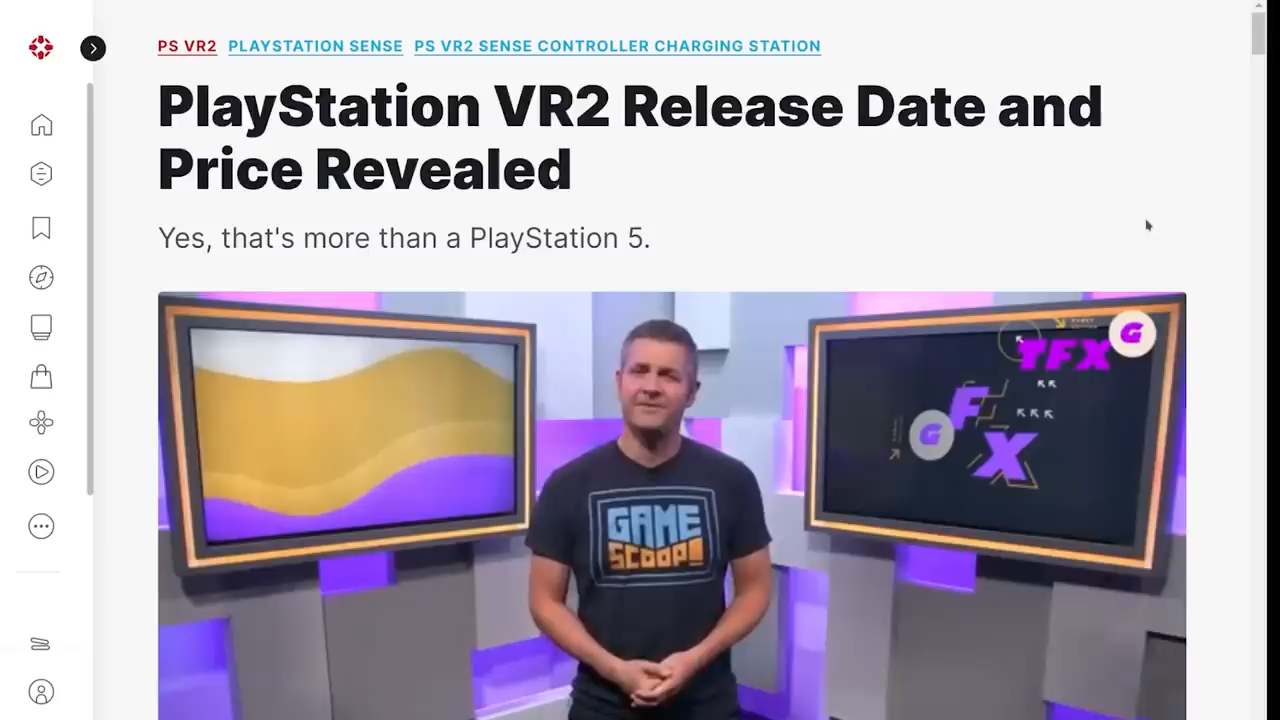 PS VR2 PLAYSTATION SENSE PS VR2 SENSE CONTROLLER CHARGING STATION
PlayStation VR2 Release Date and
Price Revealed
Yes, that's more than a PlayStation 5.
GAME
SCOOP!
G
TFX
F
G
X